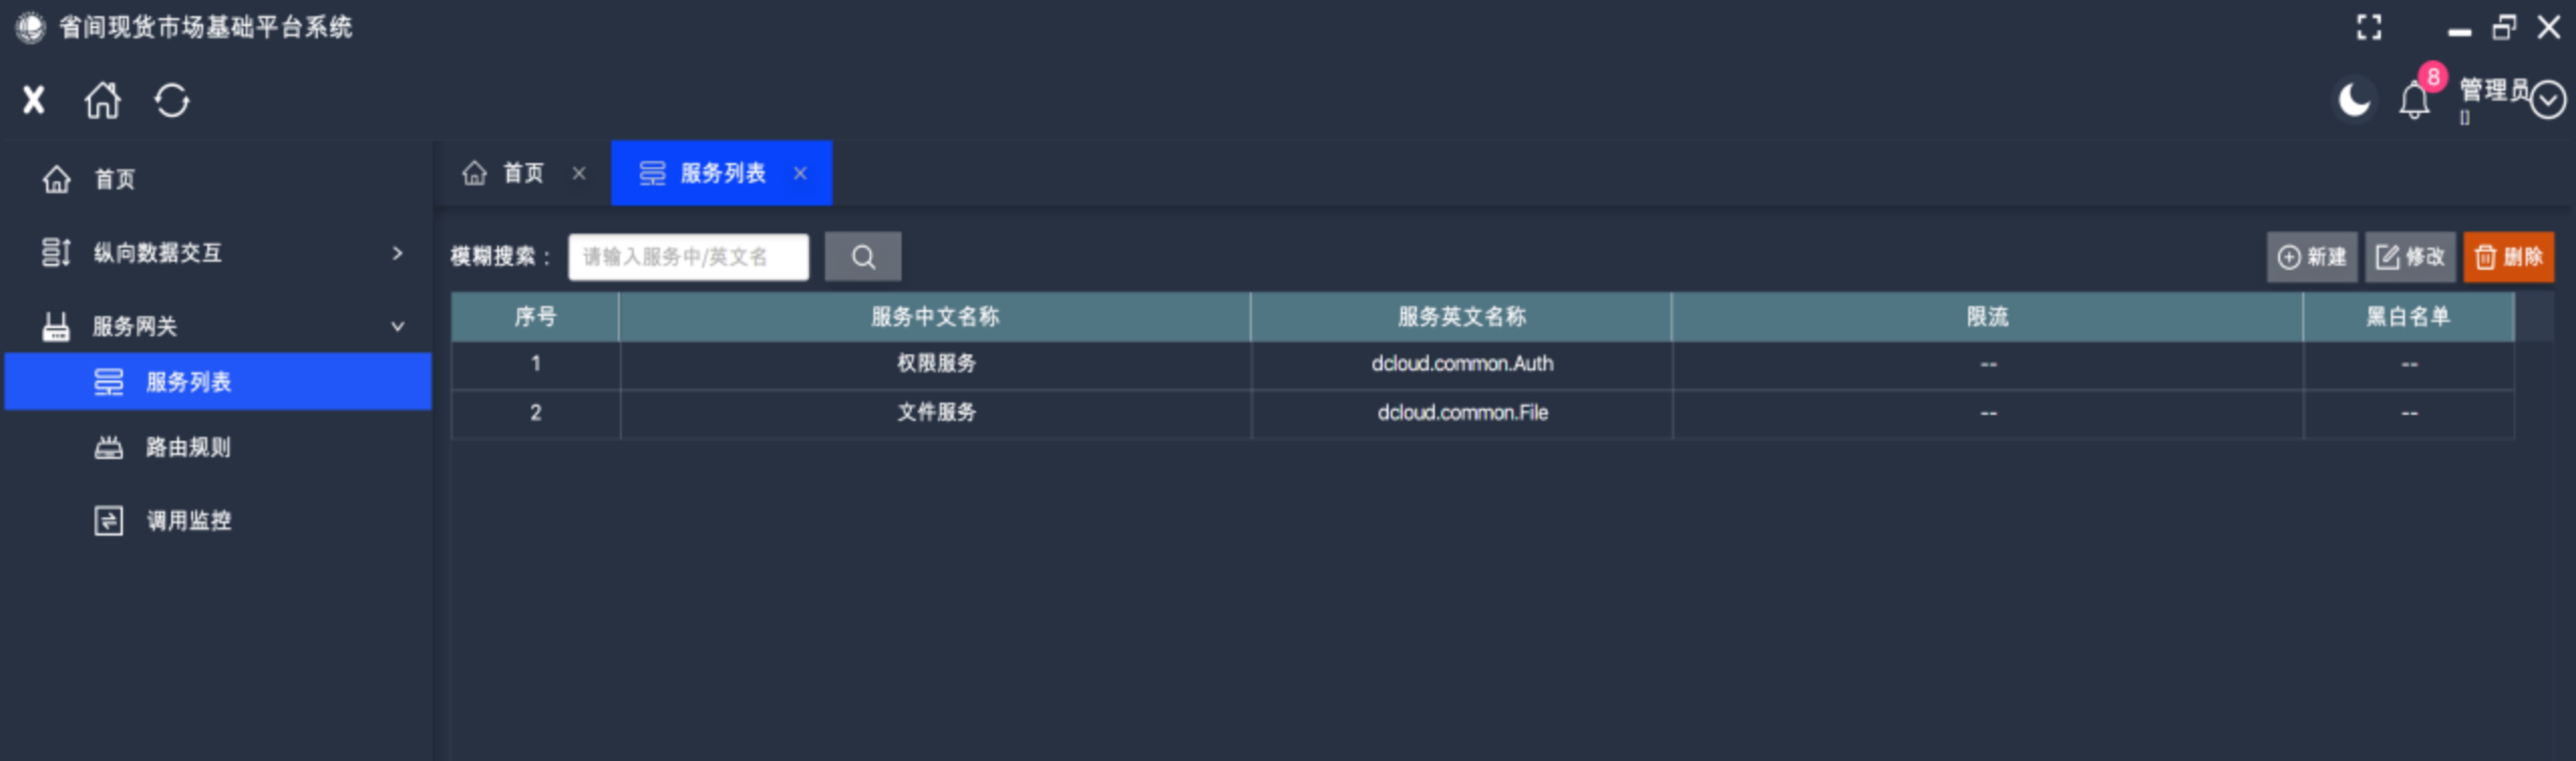 省间现货市场基础平台系统
8
管理员
[]
首页
纵向数据交互
服务网关
服务列表
路由规则
调用监控
首页 服务列表
模糊搜索： 请输入服务中/英文名
新建 修改 删除
序号 服务中文名称 服务英文名称 限流 黑白名单
1 权限服务 dcloud.common.Auth -- --
2 文件服务 dcloud.common.File -- --